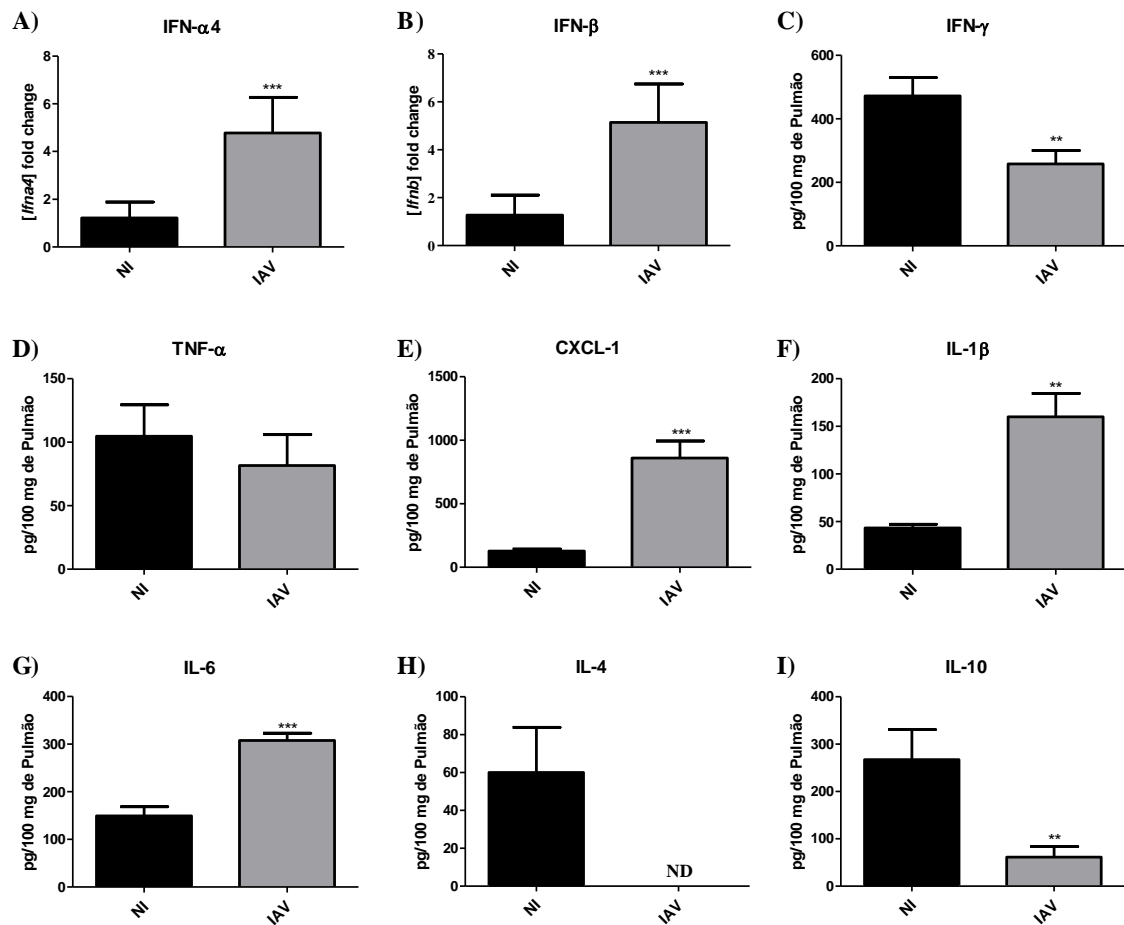 A)
IFN-α4
[Ifna4] fold change
8
6
4
2
0
***
NI
IAV
B)
IFN-β
[Ifnb] fold change
8
6
4
2
0
***
NI
IAV
C)
IFN-γ
pg/100 mg de Pulmão
600
400
200
0
**
NI
IAV
D)
TNF-α
pg/100 mg de Pulmão
150
100
50
0
NI
IAV
E)
CXCL-1
pg/100 mg de Pulmão
1500
1000
500
0
***
NI
IAV
F)
IL-1β
pg/100 mg de Pulmão
200
150
100
50
0
**
NI
IAV
G)
IL-6
pg/100 mg de Pulmão
400
300
200
100
0
***
NI
IAV
H)
IL-4
pg/100 mg de Pulmão
100
80
60
40
20
0
ND
NI
IAV
I)
IL-10
pg/100 mg de Pulmão
400
300
200
100
0
**
NI
IAV